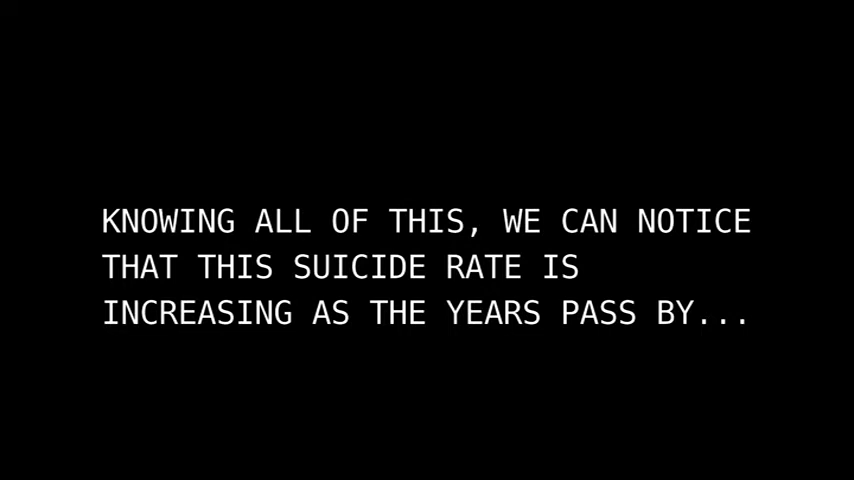 KNOWING ALL OF THIS, WE CAN NOTICE
THAT THIS SUICIDE RATE IS
INCREASING AS THE YEARS PASS BY...